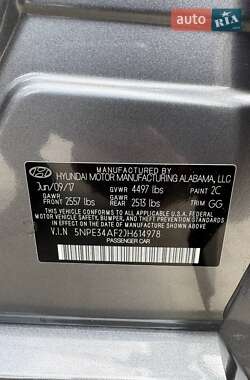 auto.ria.com
MANUFACTURED BY
HYUNDAI MOTOR MANUFACTURING ALABAMA, LLC
Jun/09/17 GVWR 4497 lbs PAINT 2C
GAWR FRONT 2557 lbs GAWR REAR 2513 lbs TRIM GG
THIS VEHICLE CONFORMS TO ALL APPLICABLE U.S. FEDERAL
MOTOR VEHICLE SAFETY, BUMPER, AND THEFT PREVENTION
STANDARDS IN EFFECT ON THE DATE OF MANUFACTURE SHOWN
ABOVE.
V.I.N 5NPE34AF2JH614978
PASSENGER CAR